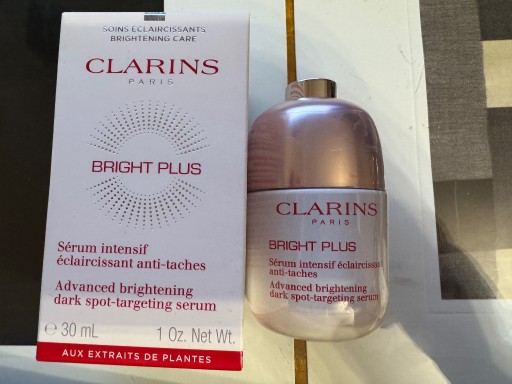 SOINS ÉCLAIRCISSANTS
BRIGHTENING CARE
CLARINS
PARIS
BRIGHT PLUS
Sérum intensif
éclaircissant anti-taches
Advanced brightening
dark spot-targeting serum
℮ 30 mL 1 Oz. Net Wt.
AUX EXTRAITS DE PLANTES
CLARINS
PARIS
BRIGHT PLUS
Sérum intensif éclaircissant
anti-taches
Advanced brightening
dark spot-targeting serum